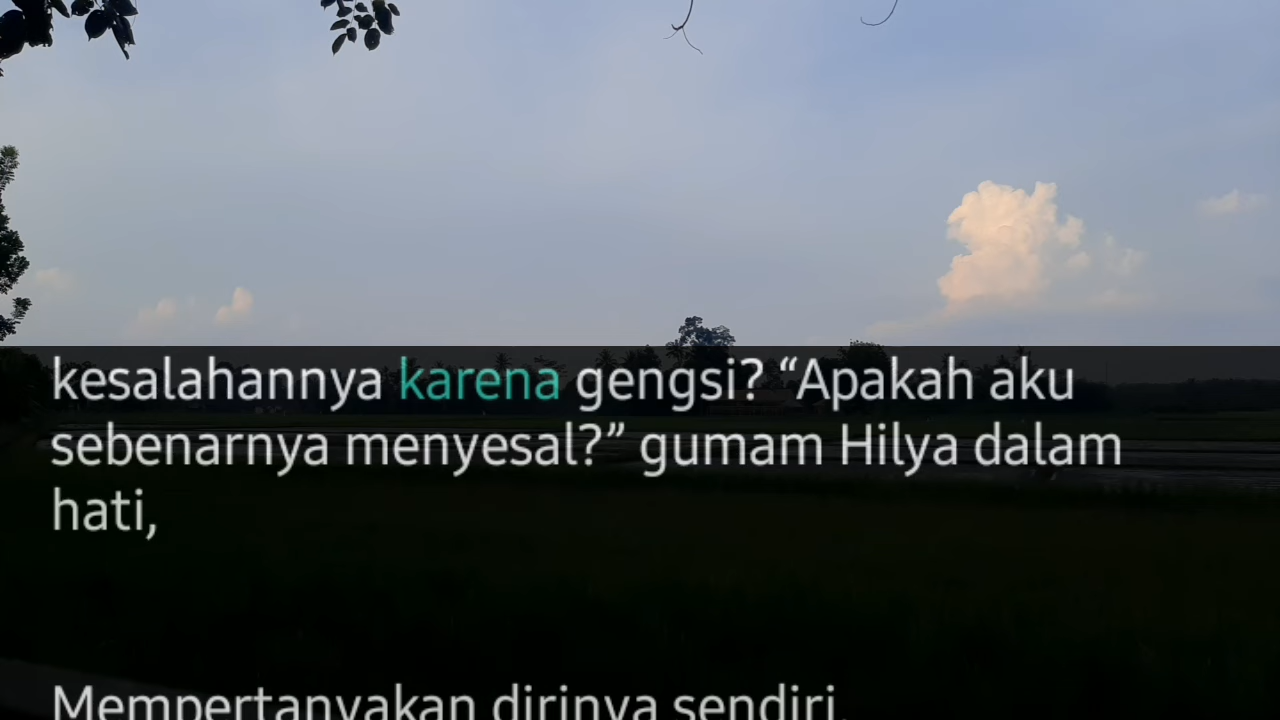 kesalahannya karena gengsi? “Apakah aku
sebenarnya menyesal?” gumam Hilya dalam
hati,
Mempertanyakan dirinya sendiri.